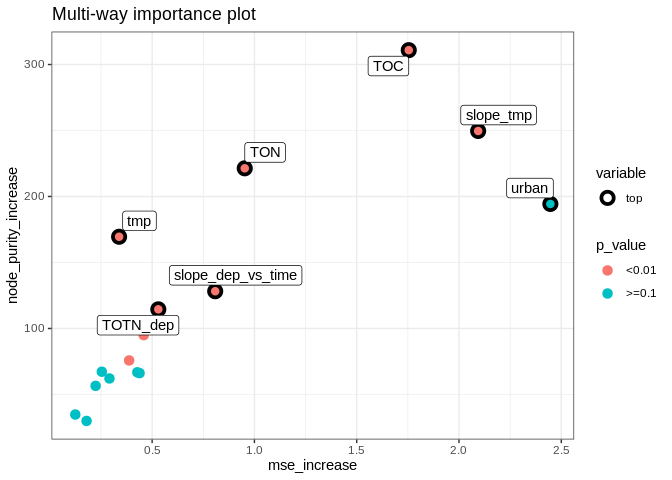 Multi-way importance plot
node_purity_increase
300
200
100
TOC
slope_tmp
TON
urban
tmp
slope_dep_vs_time
TOTN_dep
0.5
1.0
1.5
2.0
2.5
mse_increase
variable
top
p_value
<0.01
>=0.1